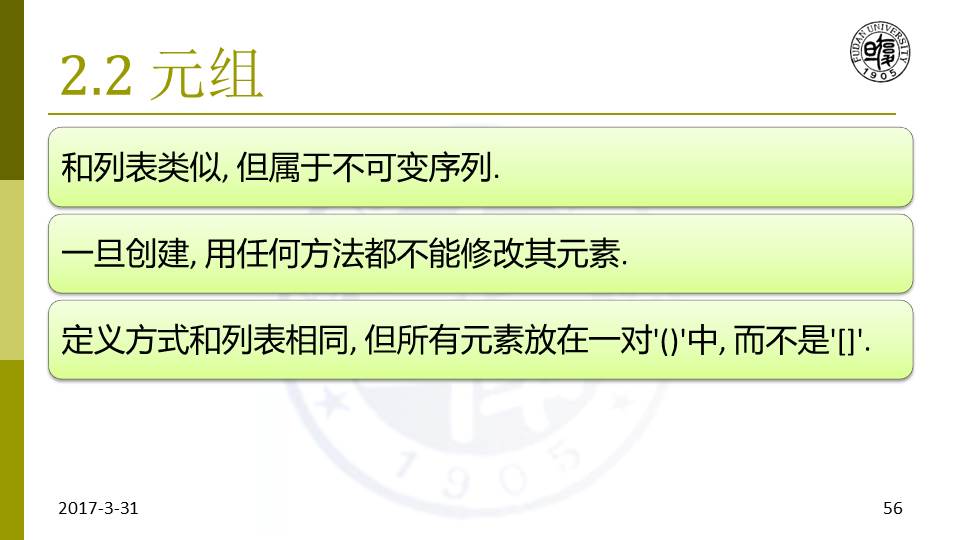 2.2 元组
FUDAN UNIVERSITY
1905
和列表类似, 但属于不可变序列.
一旦创建, 用任何方法都不能修改其元素.
定义方式和列表相同, 但所有元素放在一对'()'中, 而不是'[]'.
1905
2017-3-31
56